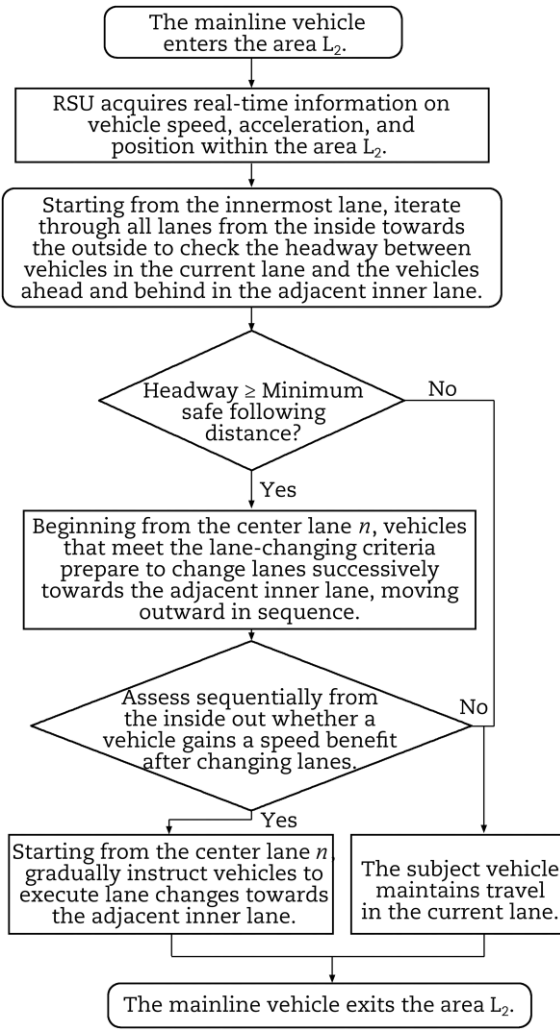 The mainline vehicle
enters the area L₂.
RSU acquires real-time information on
vehicle speed, acceleration, and
position within the area L₂.
Starting from the innermost lane, iterate
through all lanes from the inside towards
the outside to check the headway between
vehicles in the current lane and the vehicles
ahead and behind in the adjacent inner lane.
Headway ≥ Minimum
safe following
distance?
No
Yes
Beginning from the center lane n, vehicles
that meet the lane-changing criteria
prepare to change lanes successively
towards the adjacent inner lane, moving
outward in sequence.
Assess sequentially from
the inside out whether a
vehicle gains a speed benefit
after changing lanes.
No
Yes
Starting from the center lane n,
gradually instruct vehicles to
execute lane changes towards
the adjacent inner lane.
The subject vehicle
maintains travel
in the current lane.
The mainline vehicle exits the area L₂.